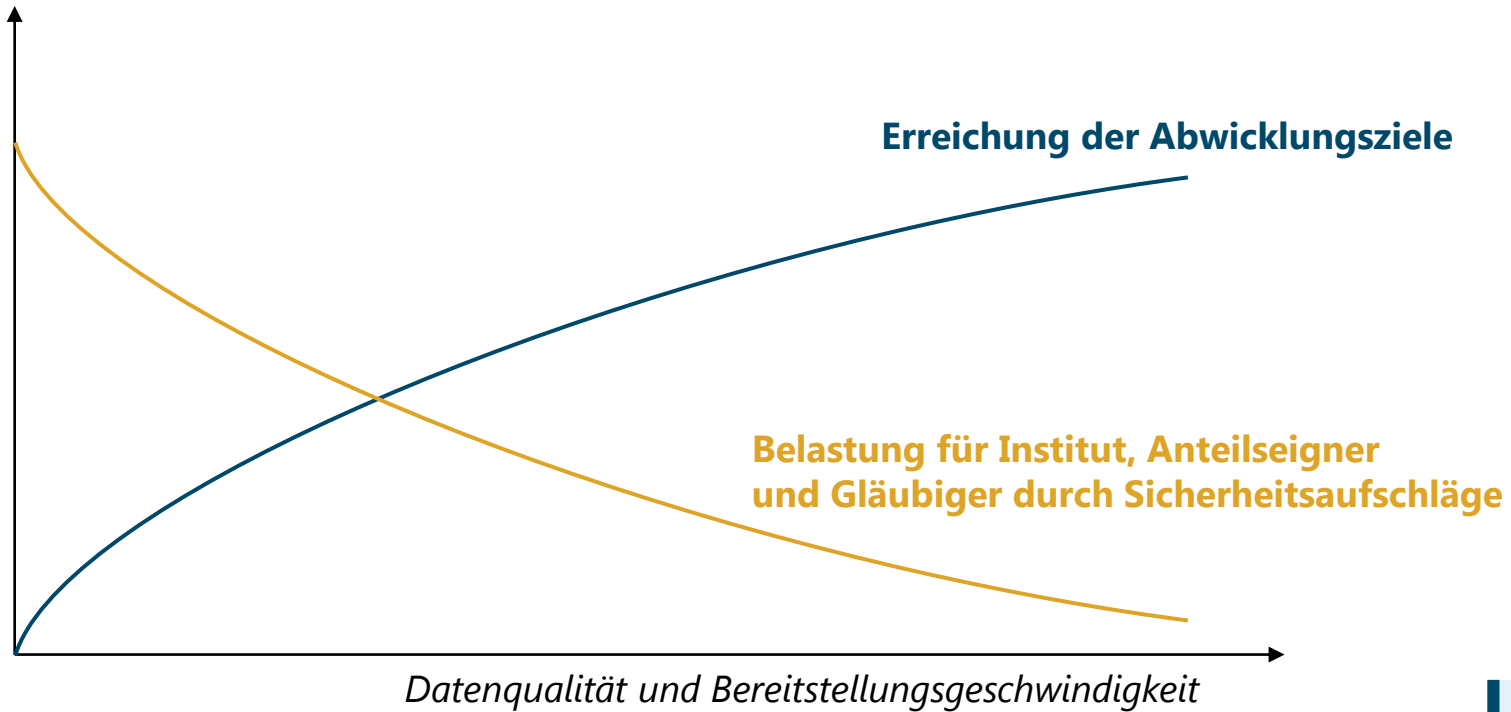 Erreichung der Abwicklungsziele
Belastung für Institut, Anteilseigner
und Gläubiger durch Sicherheitsaufschläge
Datenqualität und Bereitstellungsgeschwindigkeit